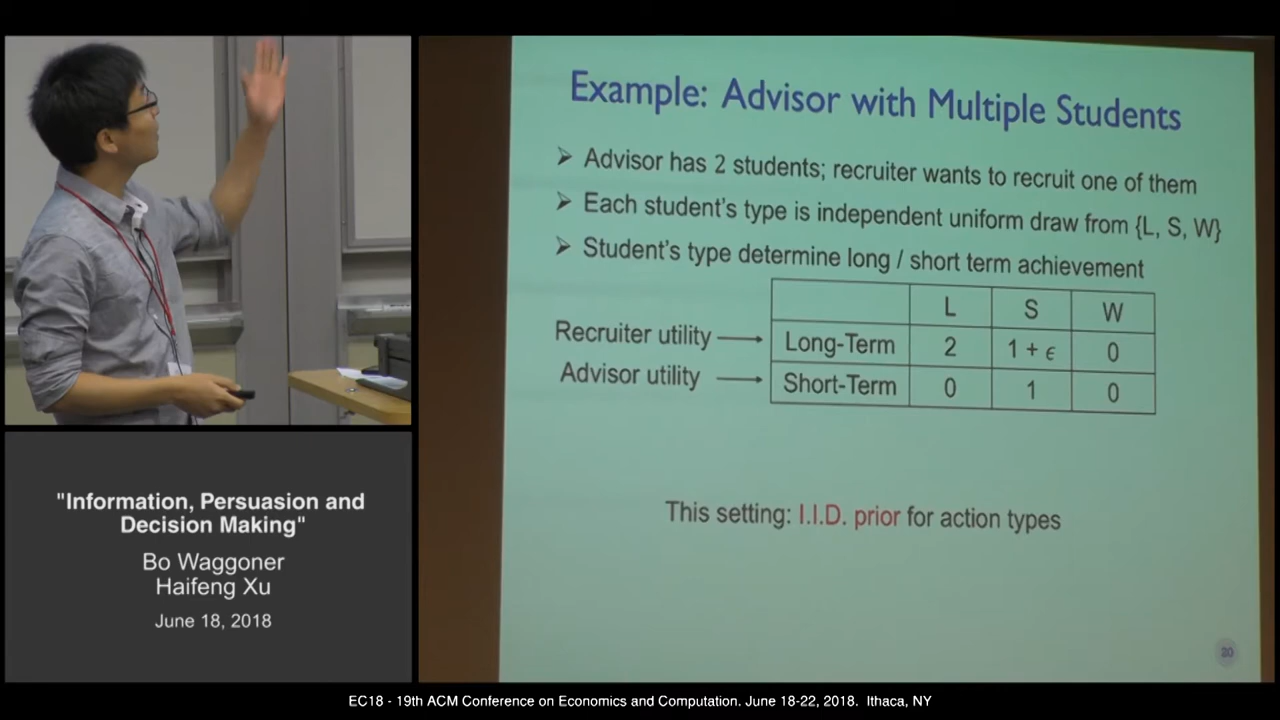 Example: Advisor with Multiple Students
➢ Advisor has 2 students; recruiter wants to recruit one of them
➢ Each student's type is independent uniform draw from {L, S, W}
➢ Student's type determine long / short term achievement
L S W
Recruiter utility → Long-Term 2 1 + ϵ 0
Advisor utility → Short-Term 0 1 0
This setting: I.I.D. prior for action types
20
"Information, Persuasion and
Decision Making"
Bo Waggoner
Haifeng Xu
June 18, 2018
EC18 - 19th ACM Conference on Economics and Computation. June 18-22, 2018. Ithaca, NY